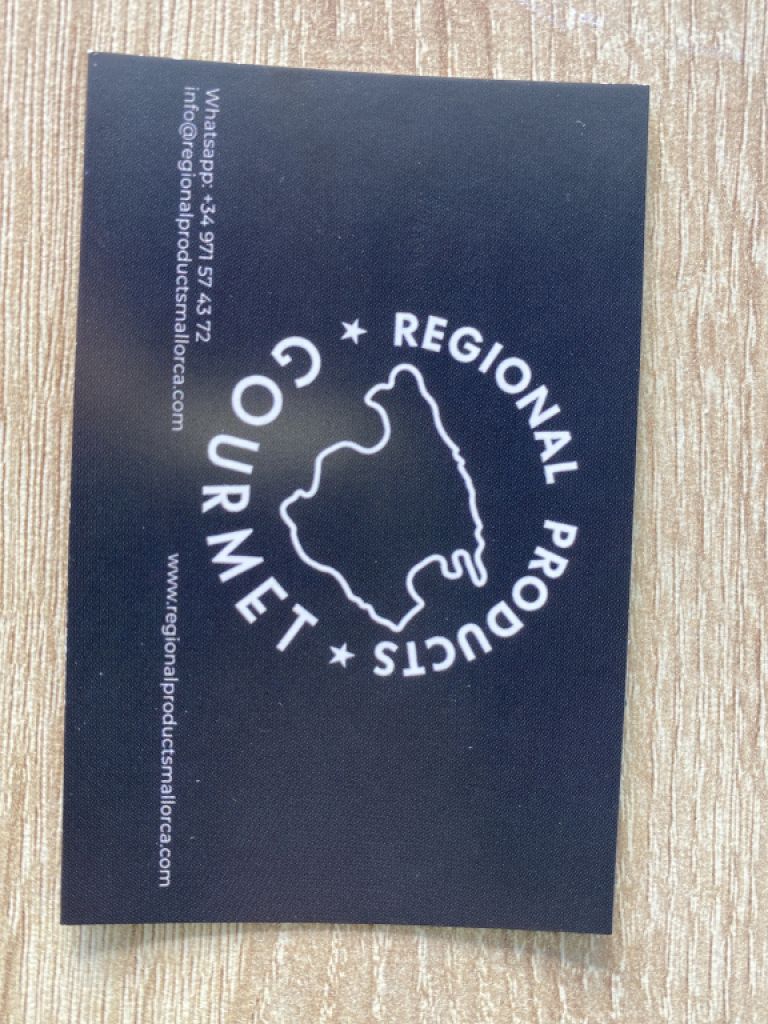 REGIONAL PRODUCTS
GOURMET
Whatsapp: +34 971 57 43 72
info@regionalproductsmallorca.com
www.regionalproductsmallorca.com